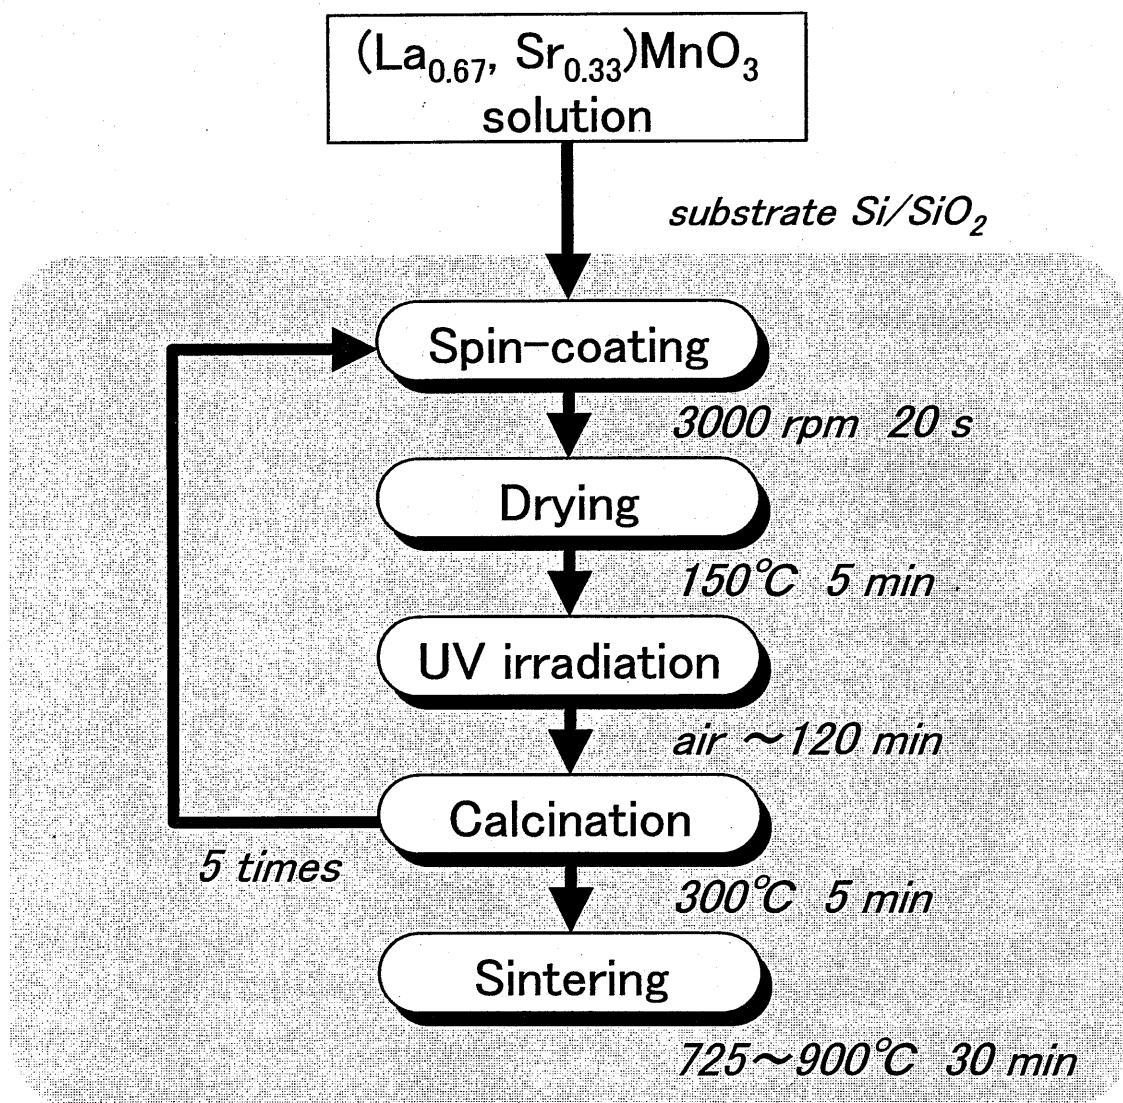 (La0.67, Sr0.33)MnO3
solution
substrate Si/SiO2
Spin-coating
3000 rpm 20 s
Drying
150℃ 5 min
UV irradiation
air ～120 min
Calcination
5 times
300℃ 5 min
Sintering
725～900℃ 30 min